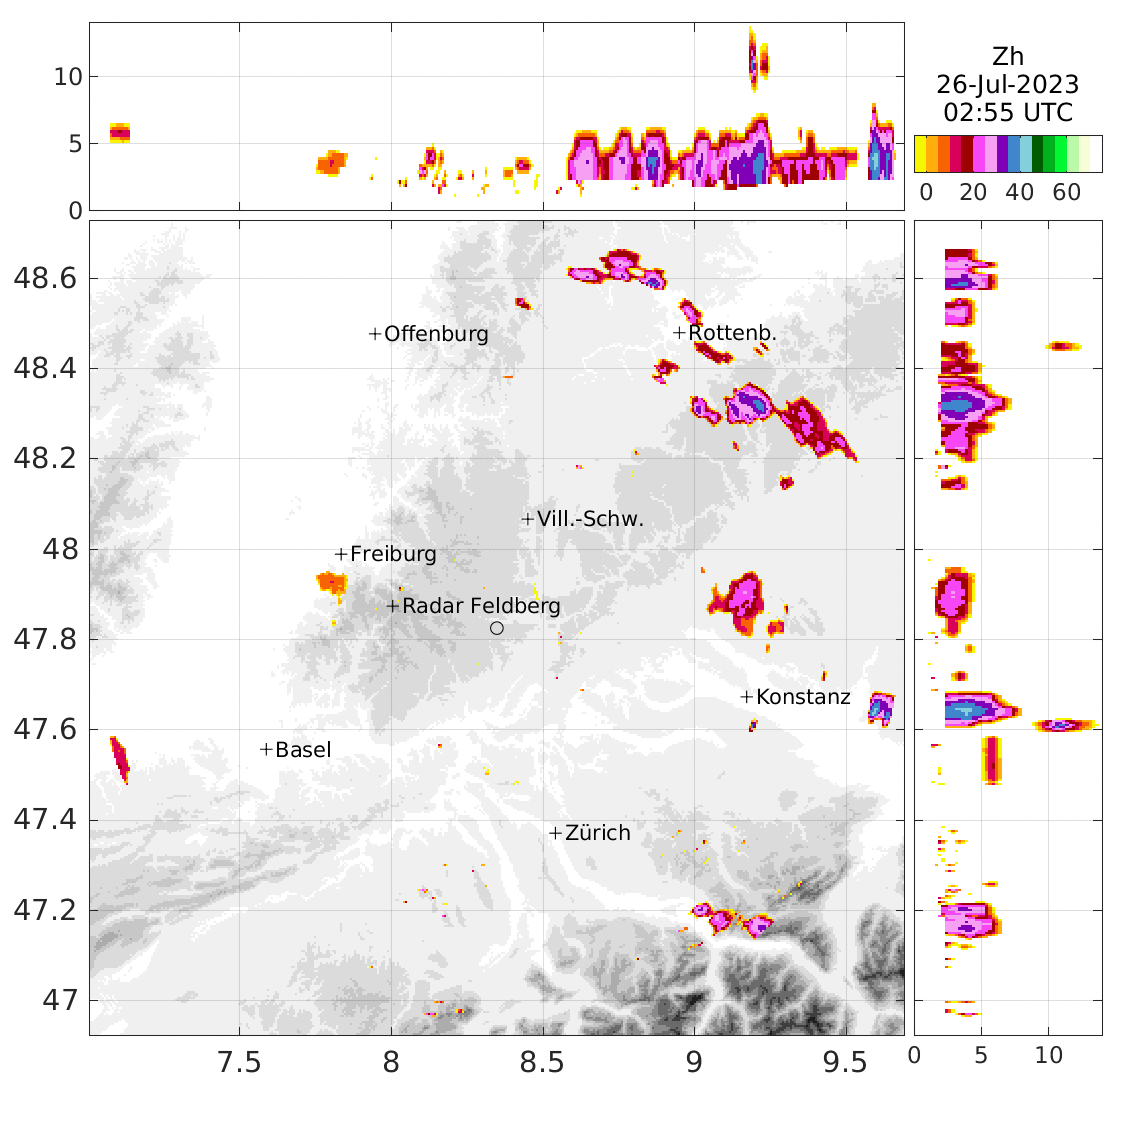 10
5
0
Zh
26-Jul-2023
02:55 UTC
0 20 40 60
48.6
48.4
48.2
48
47.8
47.6
47.4
47.2
47
+Offenburg
+Rottenb.
+Vill.-Schw.
+Freiburg
+Radar Feldberg
+Konstanz
+Basel
+Zürich
7.5 8 8.5 9 9.5
0 5 10